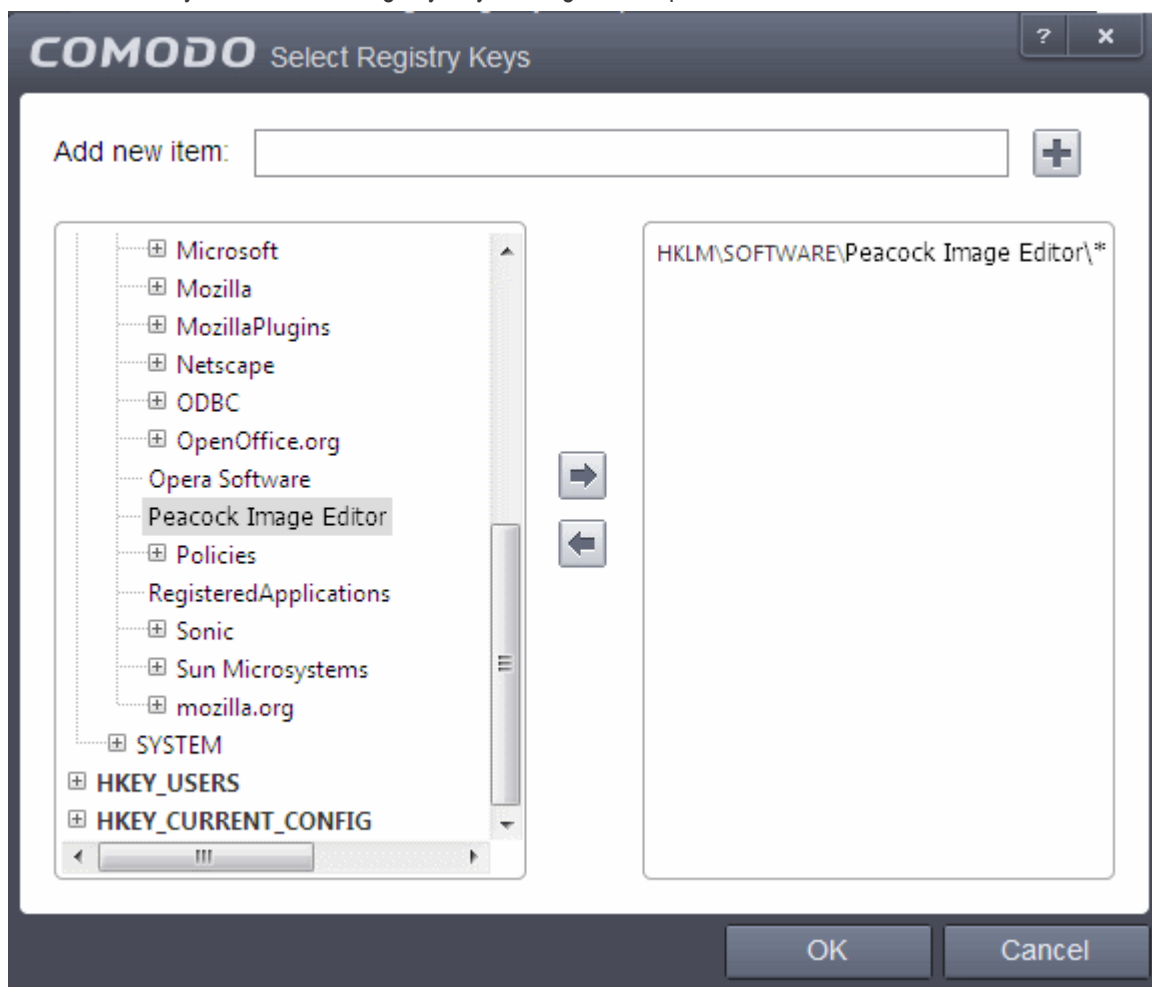 COMODO Select Registry Keys ? x
Add new item:
Microsoft
Mozilla
MozillaPlugins
Netscape
ODBC
OpenOffice.org
Opera Software
Peacock Image Editor
Policies
RegisteredApplications
Sonic
Sun Microsystems
mozilla.org
SYSTEM
HKEY_USERS
HKEY_CURRENT_CONFIG
HKLM\SOFTWARE\Peacock Image Editor\*
OK Cancel